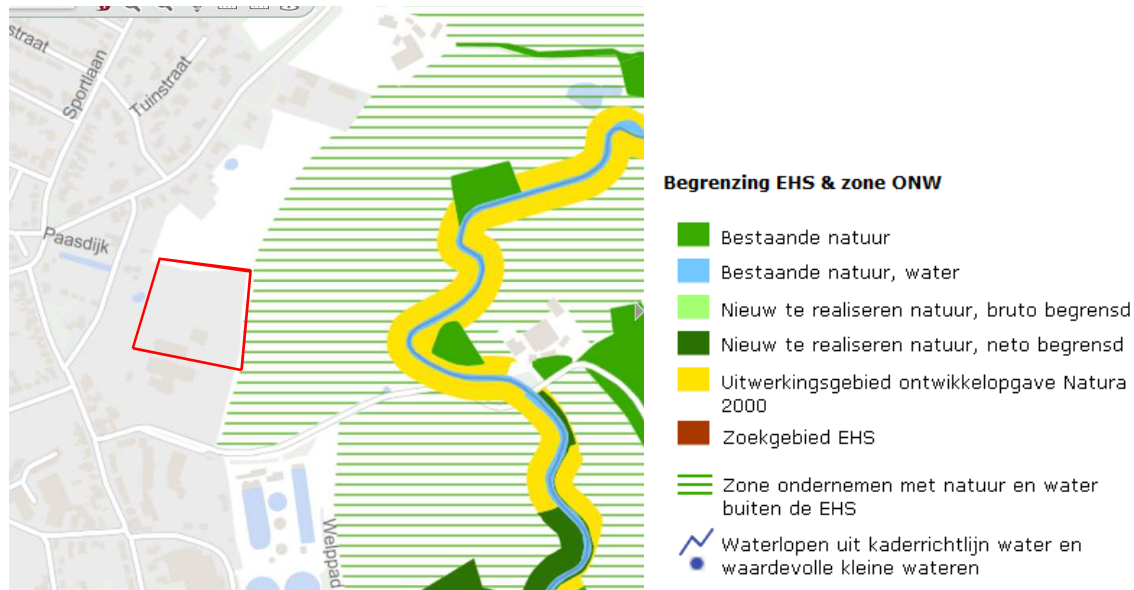 straat
Sportlaan
Tuinstraat
Paasdijk
Welppad
Begrenzing EHS & zone ONW
Bestaande natuur
Bestaande natuur, water
Nieuw te realiseren natuur, bruto begrensd
Nieuw te realiseren natuur, neto begrensd
Uitwerkingsgebied ontwikkelopgave Natura
2000
Zoekgebied EHS
Zone ondernemen met natuur en water
buiten de EHS
Waterlopen uit kaderrichtlijn water en
waardevolle kleine wateren